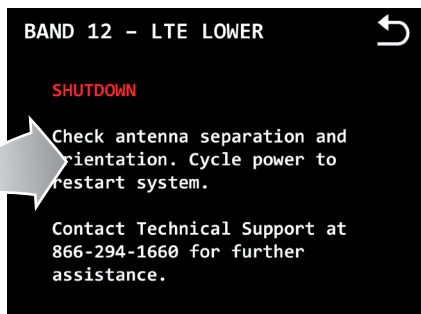 BAND 12 – LTE LOWER
SHUTDOWN
Check antenna separation and
orientation. Cycle power to
restart system.
Contact Technical Support at
866-294-1660 for further
assistance.